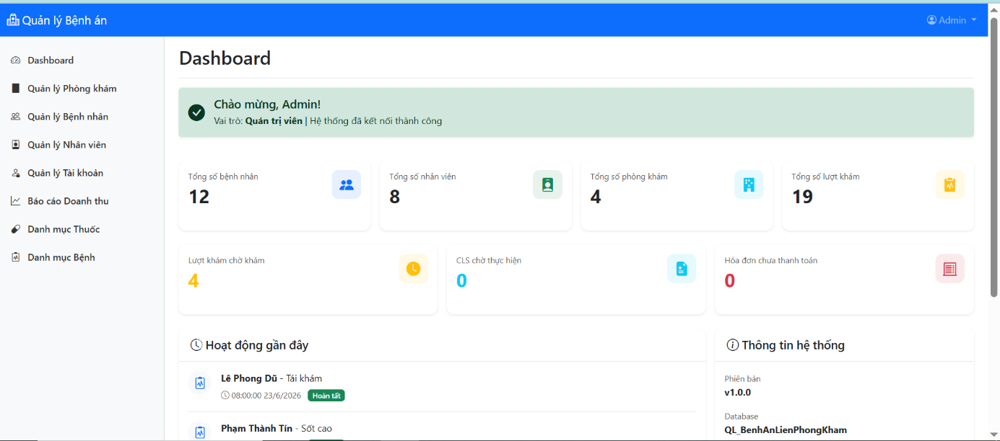 Quản lý Bệnh án
Admin
Dashboard
Quản lý Phòng khám
Quản lý Bệnh nhân
Quản lý Nhân viên
Quản lý Tài khoản
Báo cáo Doanh thu
Danh mục Thuốc
Danh mục Bệnh
Dashboard
Chào mừng, Admin!
Vai trò: Quản trị viên | Hệ thống đã kết nối thành công
Tổng số bệnh nhân
12
Tổng số nhân viên
8
Tổng số phòng khám
4
Tổng số lượt khám
19
Lượt khám chờ khám
4
CLS chờ thực hiện
0
Hóa đơn chưa thanh toán
0
Hoạt động gần đây
Lê Phong Dũ - Tái khám
08:00:00 23/6/2026 Hoàn tất
Phạm Thành Tín - Sốt cao
Thông tin hệ thống
Phiên bản
v1.0.0
Database
QL_BenhAnLienPhongKham